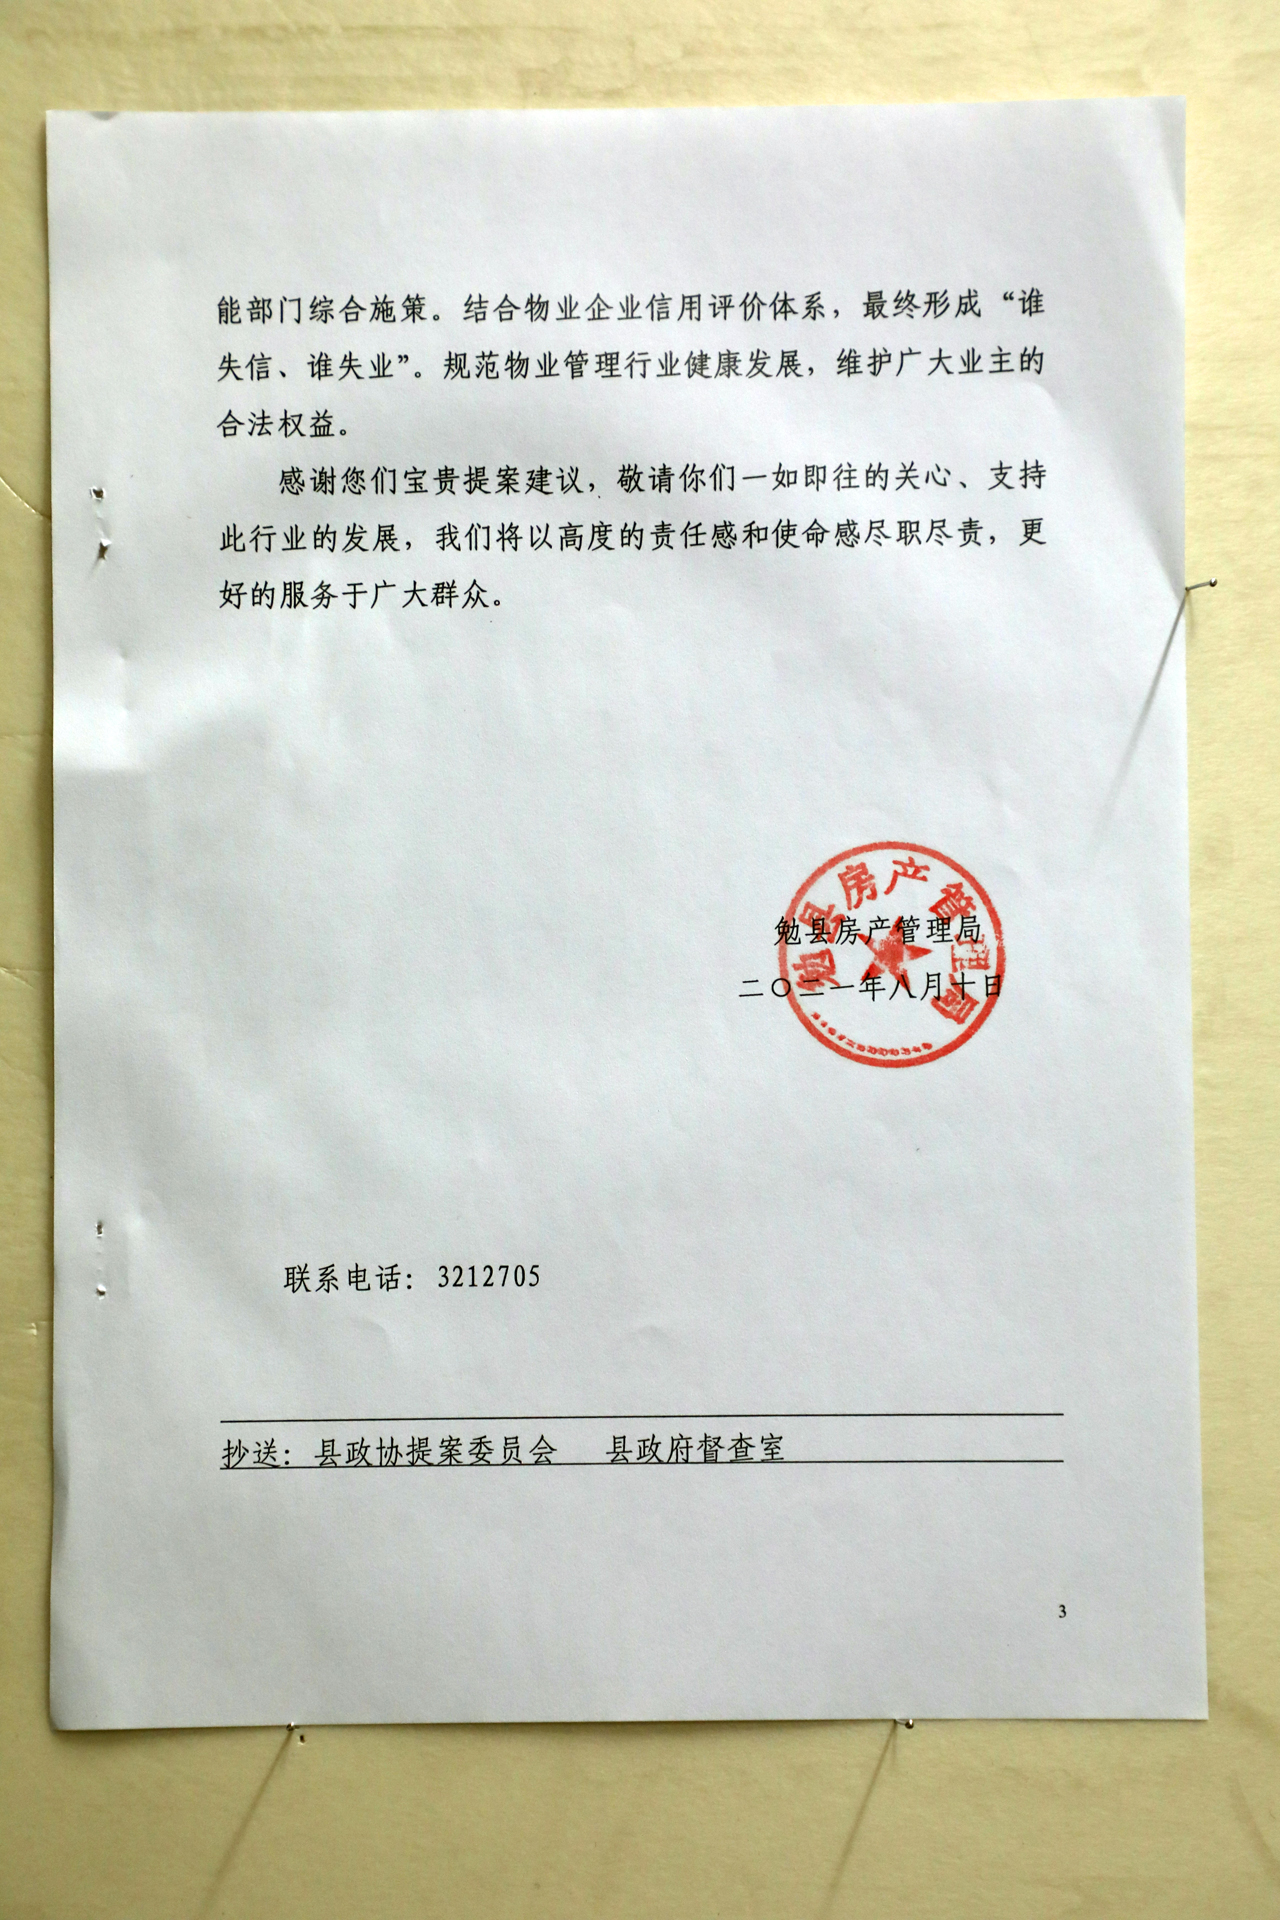 能部门综合施策。结合物业企业信用评价体系，最终形成“谁
失信、谁失业”。规范物业管理行业健康发展，维护广大业主的
合法权益。
感谢您们宝贵提案建议，敬请你们一如即往的关心、支持
此行业的发展，我们将以高度的责任感和使命感尽职尽责，更
好的服务于广大群众。
勉县房产管理局
勉县房产管理局
二〇二一年八月十日
联系电话：3212705
抄送：县政协提案委员会 县政府督查室
3